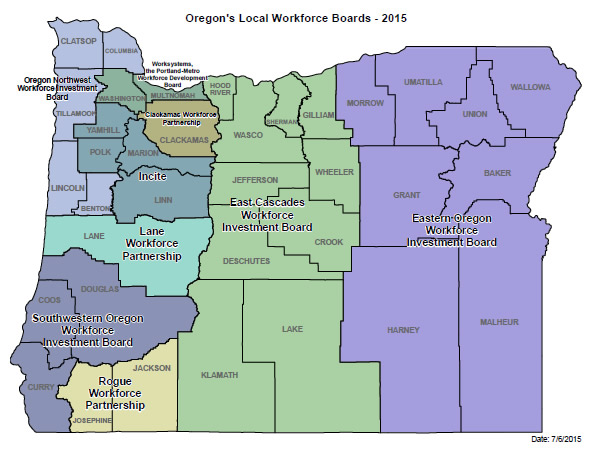 Oregon's Local Workforce Boards - 2015
CLATSOP
COLUMBIA
Oregon Northwest
Workforce Investment
Board
Worksystems,
the Portland-Metro
Workforce Development
Board
TILLAMOOK
WASHINGTON
MULTNOMAH
HOOD
RIVER
Clackamas Workforce
Partnership
CLACKAMAS
YAMHILL
POLK
MARION
Incite
LINCOLN
BENTON
LINN
WASCO
SHERMAN
GILLIAM
MORROW
UMATILLA
UNION
WALLOWA
WHEELER
JEFFERSON
GRANT
BAKER
East Cascades
Workforce
Investment Board
CROOK
DESCHUTES
Eastern Oregon
Workforce
Investment Board
LANE
Lane
Workforce
Partnership
COOS
DOUGLAS
Southwestern Oregon
Workforce
Investment Board
CURRY
Rogue
Workforce
Partnership
JACKSON
JOSEPHINE
KLAMATH
LAKE
HARNEY
MALHEUR
Date: 7/6/2015